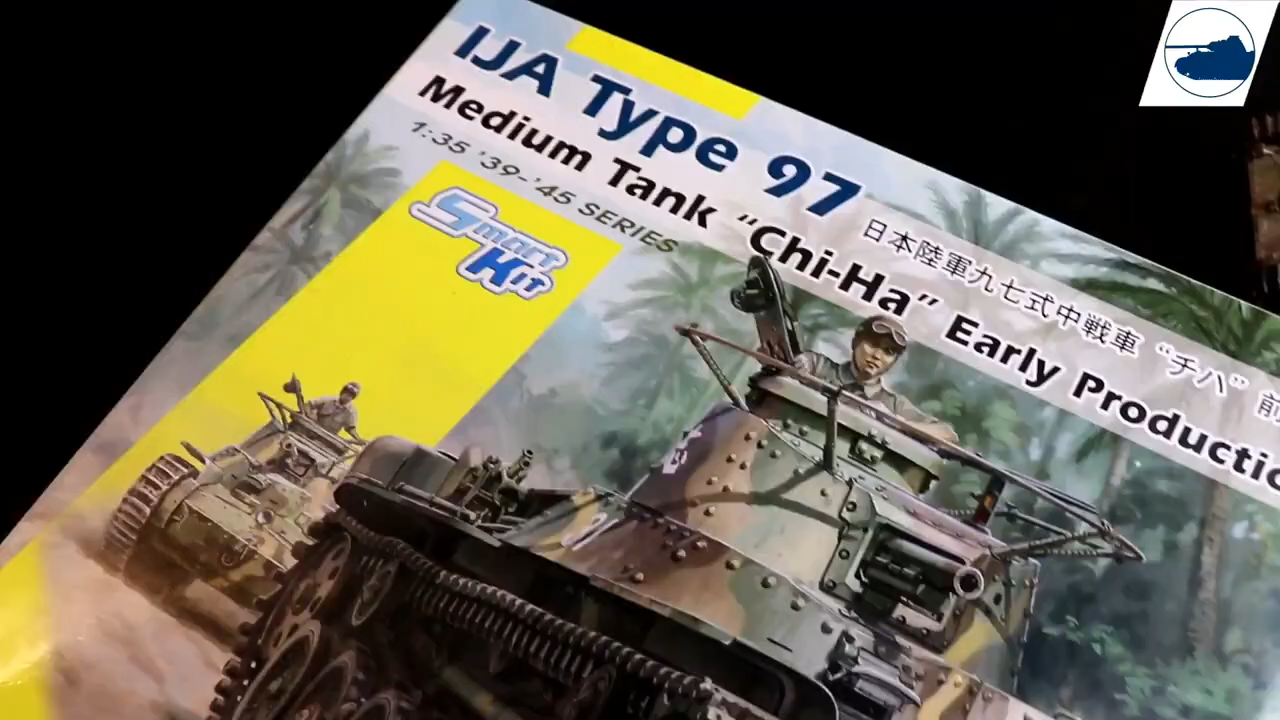 IJA Type 97
Medium Tank “Chi-Ha” Early Producti
日本陸軍九七式中戦車 “チハ” 前
1:35 '39-'45 SERIES
Smart
Kit